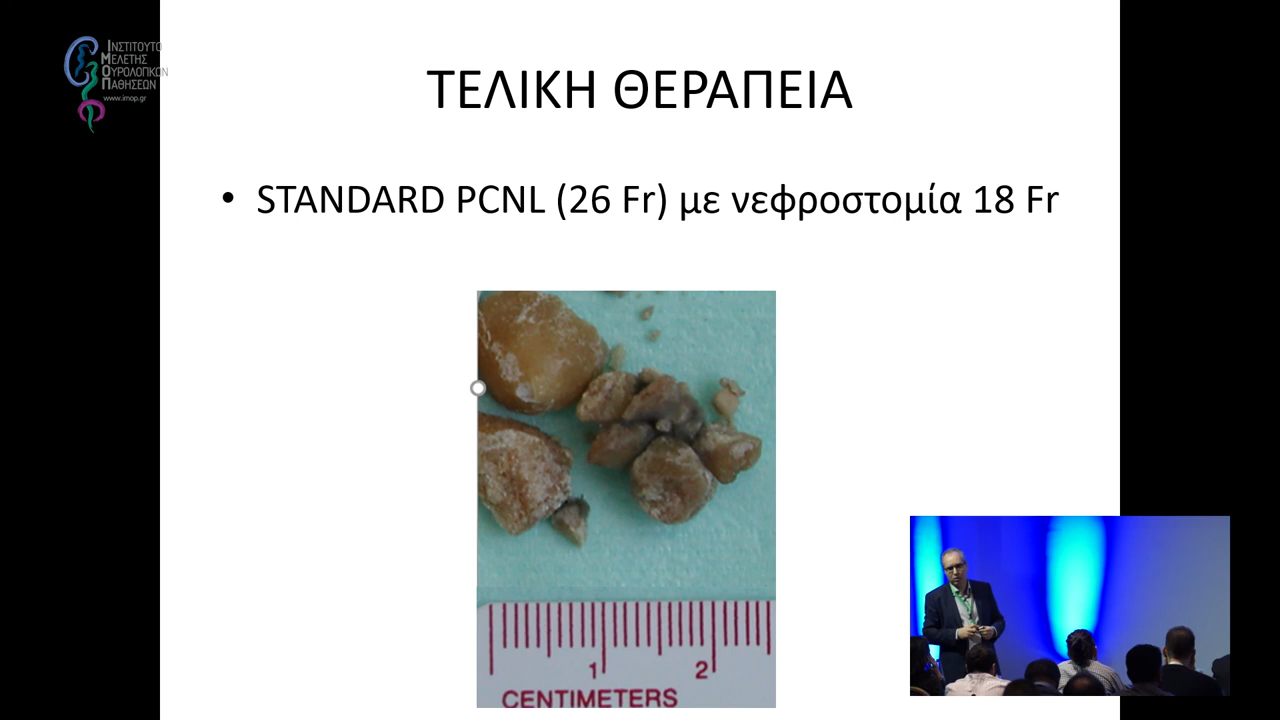 ΙΝΣΤΙΤΟΥΤΟ
ΜΕΛΕΤΗΣ
ΟΥΡΟΛΟΓΙΚΩΝ
ΠΑΘΗΣΕΩΝ
www.imop.gr
ΤΕΛΙΚΗ ΘΕΡΑΠΕΙΑ
• STANDARD PCNL (26 Fr) με νεφροστομία 18 Fr
1 2
CENTIMETERS